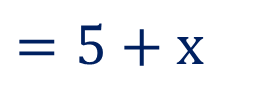 = 5 + x